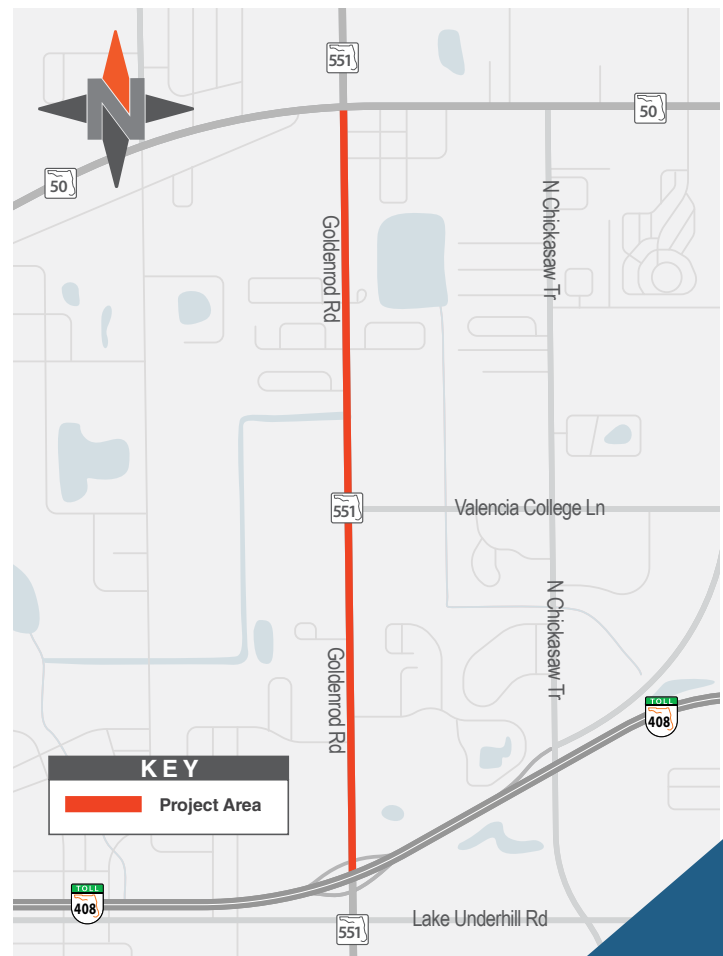 551
N
50
50
Goldenrod Rd
N Chickasaw Tr
551
Valencia College Ln
N Chickasaw Tr
Goldenrod Rd
TOLL
408
KEY
Project Area
TOLL
408
551
Lake Underhill Rd